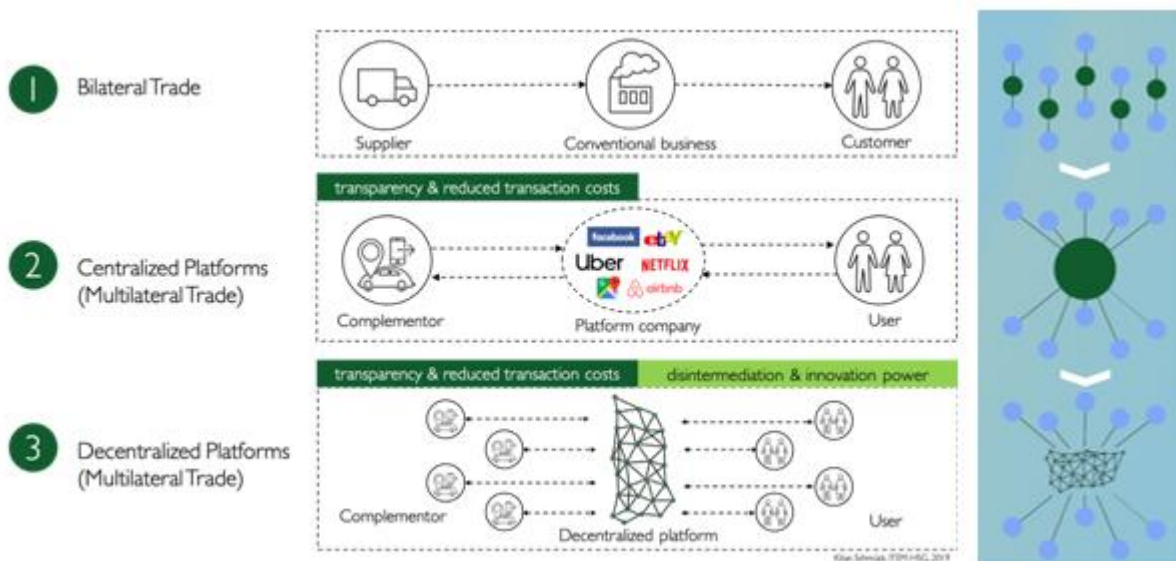 1
Bilateral Trade
Supplier
Conventional business
Customer
transparency & reduced transaction costs
2
Centralized Platforms
(Multilateral Trade)
facebook
ebay
Uber
NETFLIX
airbnb
Complementor
Platform company
User
transparency & reduced transaction costs
disintermediation & innovation power
3
Decentralized Platforms
(Multilateral Trade)
Complementor
Decentralized platform
User
2019